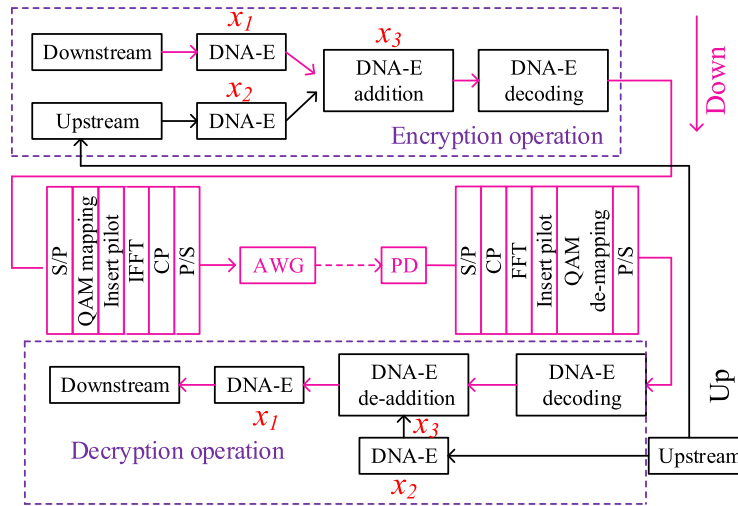 x1
x3
Downstream
DNA-E
DNA-E
addition
DNA-E
decoding
x2
Upstream
DNA-E
Encryption operation
Down
S/P
QAM mapping
Insert pilot
IFFT
CP
P/S
AWG
PD
S/P
CP
FFT
Insert pilot
QAM
de-mapping
P/S
Downstream
DNA-E
x1
DNA-E
de-addition
x3
DNA-E
decoding
Up
Decryption operation
DNA-E
x2
Upstream